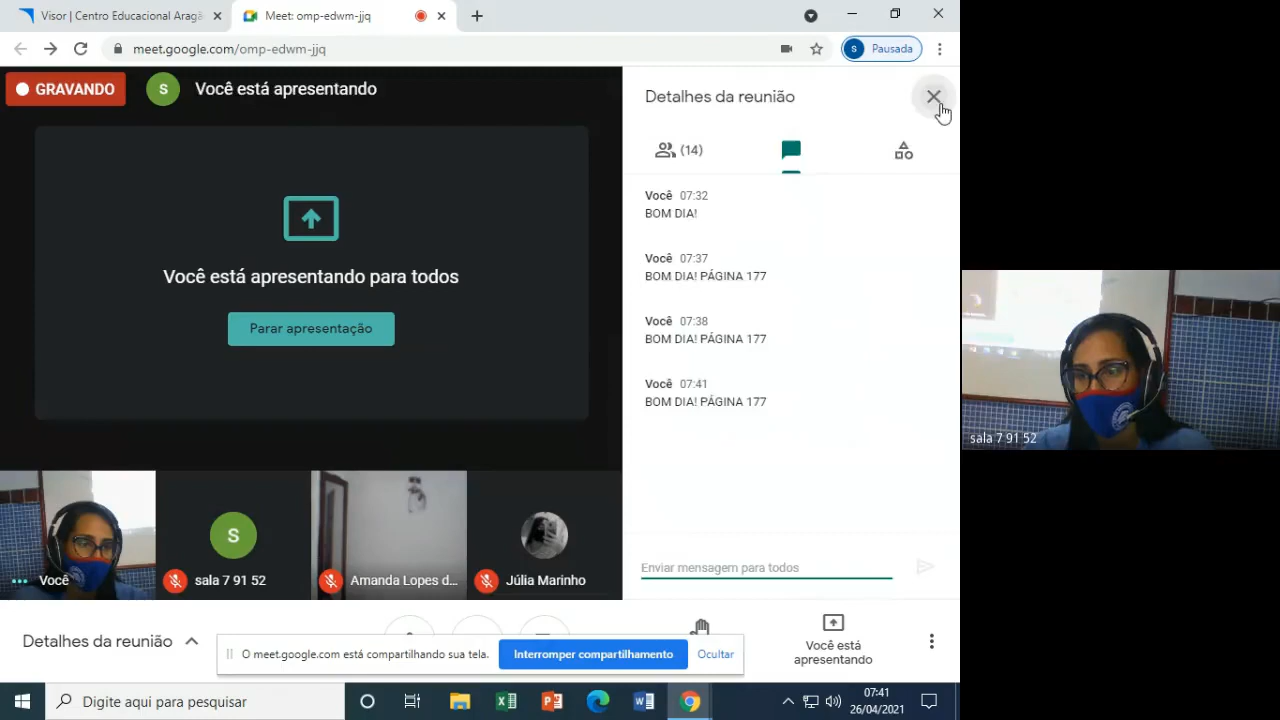 Visor | Centro Educacional Aragã
Meet: omp-edwm-jjq
meet.google.com/omp-edwm-jjq
S Pausada
GRAVANDO
S Você está apresentando
Você está apresentando para todos
Parar apresentação
Detalhes da reunião
(14)
Você 07:32
BOM DIA!
Você 07:37
BOM DIA! PÁGINA 177
Você 07:38
BOM DIA! PÁGINA 177
Você 07:41
BOM DIA! PÁGINA 177
Enviar mensagem para todos
Você
S
sala 7 91 52
Amanda Lopes d...
Júlia Marinho
sala 7 91 52
Detalhes da reunião
O meet.google.com está compartilhando sua tela.
Interromper compartilhamento
Ocultar
Você está
apresentando
Digite aqui para pesquisar
07:41
26/04/2021